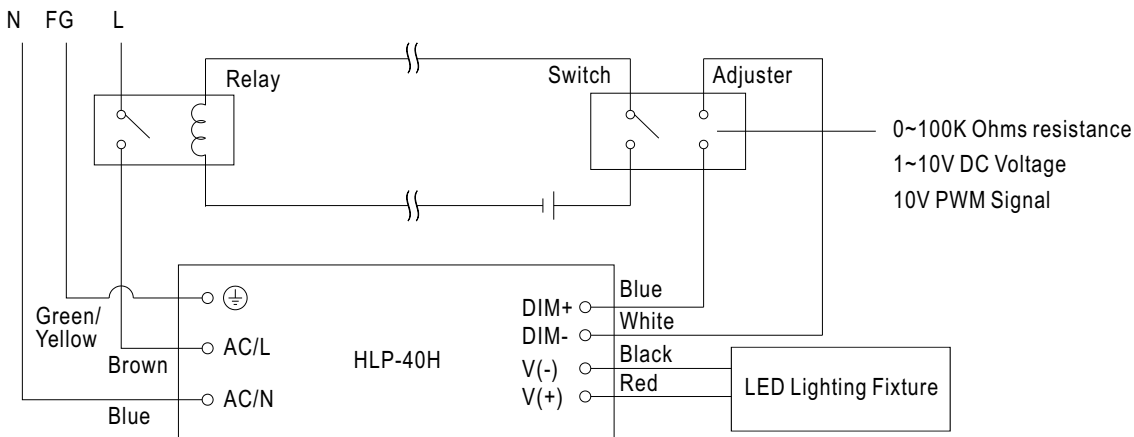 N FG L
Relay
Switch
Adjuster
0~100K Ohms resistance
1~10V DC Voltage
10V PWM Signal
Green/
Yellow
Brown
Blue
AC/L
AC/N
HLP-40H
DIM+
DIM-
V(-)
V(+)
Blue
White
Black
Red
LED Lighting Fixture